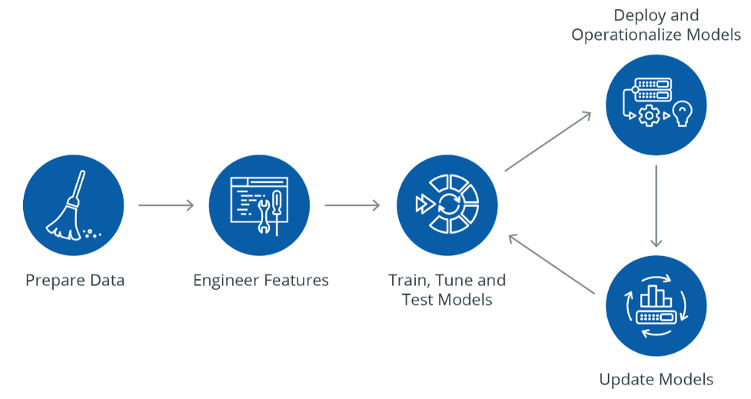 Deploy and
Operationalize Models
Prepare Data
Engineer Features
Train, Tune and
Test Models
Update Models